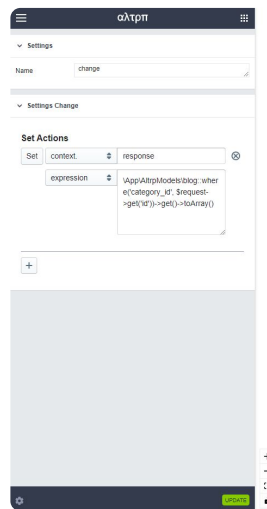 αλτρπ
Settings
Name
change
Settings Change
Set Actions
Set
context.
response
expression
\App\AltrpModels\blog::wher
e('category_id', $request-
>get('id'))->get()->toArray()
+
UPDATE